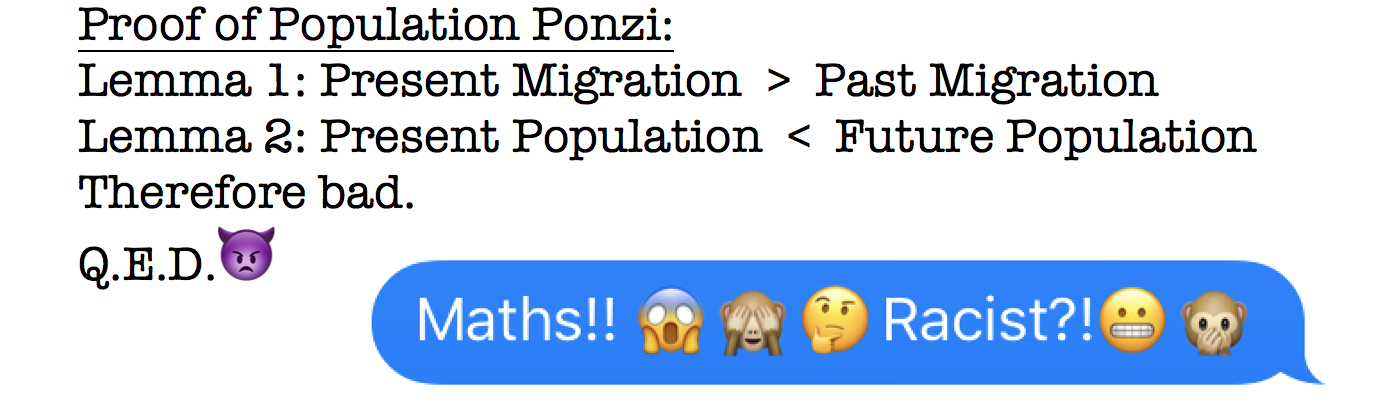 Proof of Population Ponzi:
Lemma 1: Present Migration > Past Migration
Lemma 2: Present Population < Future Population
Therefore bad.
Q.E.D.👿
Maths!! 😱 🙈 🤔 Racist?!😬 🙊